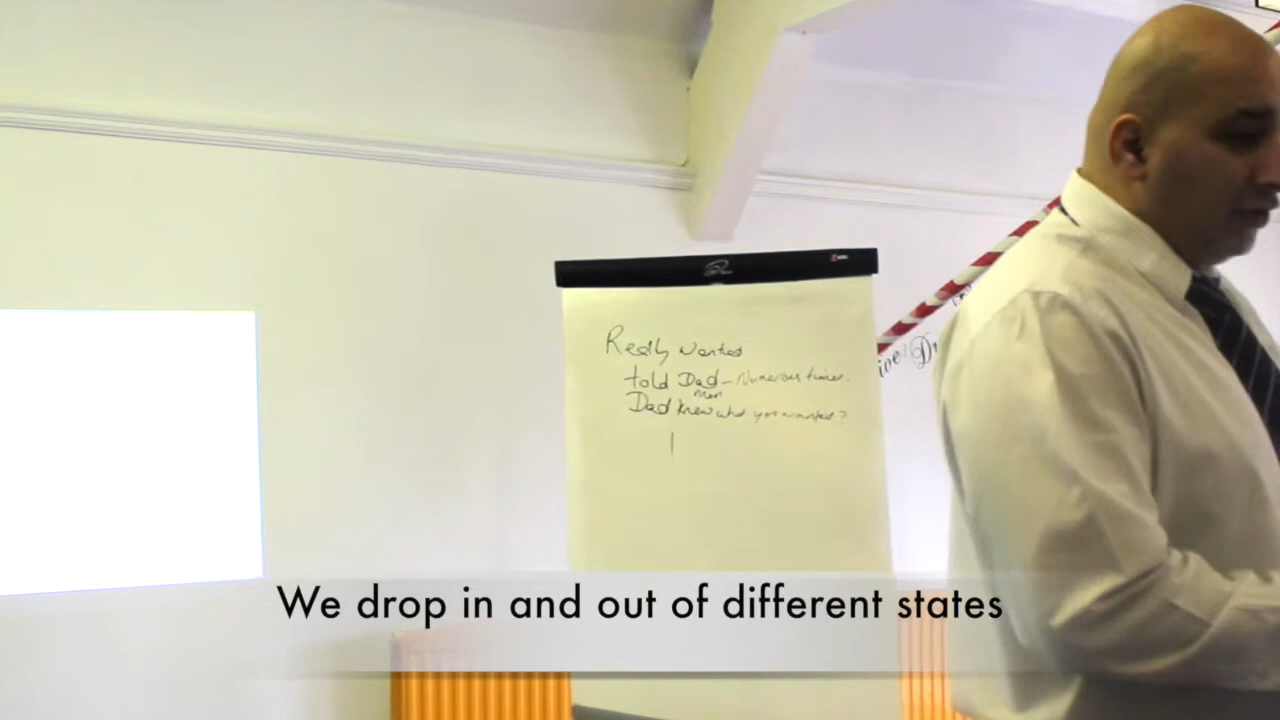 Really wanted
told Dad - Numerous times.
mom
Dad knew what you wanted?
We drop in and out of different states